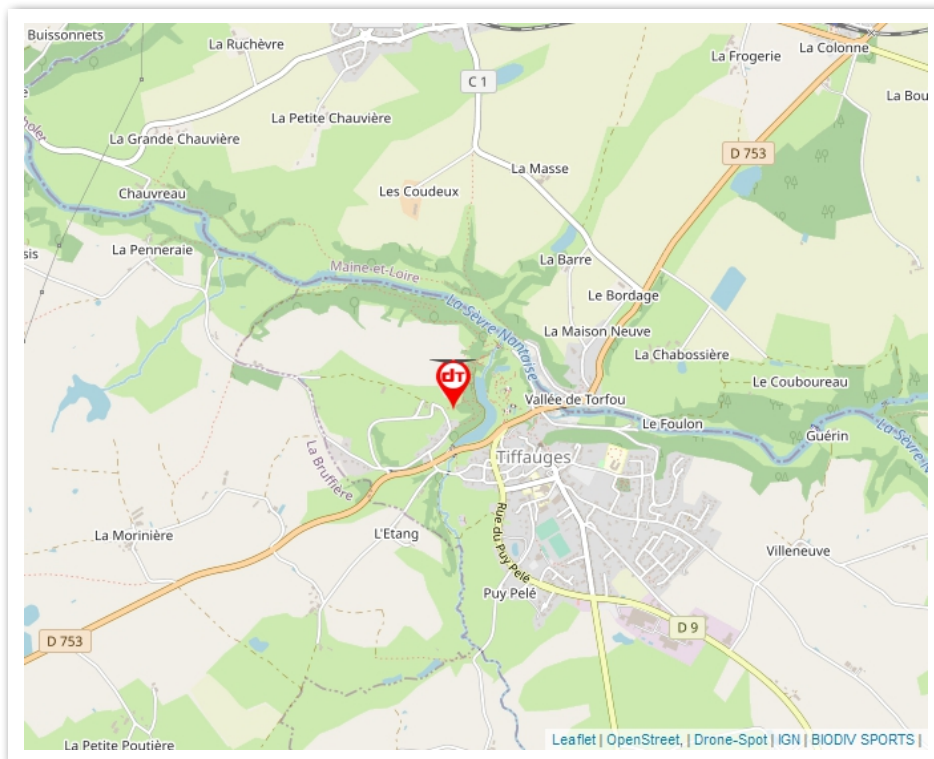 Buissonnets
La Ruchèvre
La Frogerie
La Colonne
C 1
La Bou
La Petite Chauvière
La Grande Chauvière
D 753
La Masse
Les Coudeux
Chauvreau
La Penneraie
sis
La Barre
Maine-et-Loire
Le Bordage
La Sèvre Nantaise
La Maison Neuve
La Chabossière
dT
Le Couboureau
Vallée de Torfou
Le Foulon
La Sèvre N
Guérin
Tiffauges
La Bruffière
La Morinière
L'Etang
Rue du Puy Pelé
Villeneuve
Puy Pelé
D 9
D 753
La Petite Poutière
Leaflet | OpenStreet, | Drone-Spot | IGN | BIODIV SPORTS |